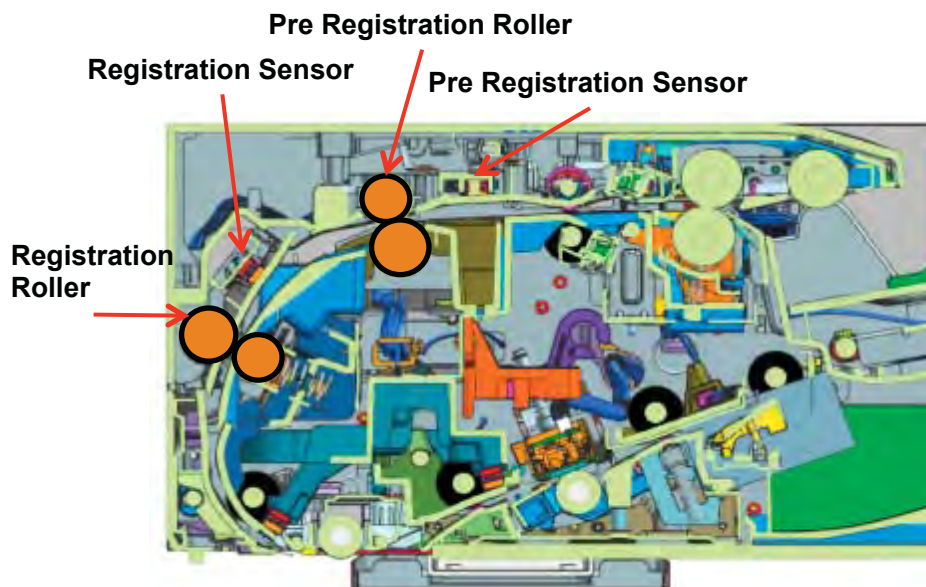 Pre Registration Roller
Registration Sensor
Pre Registration Sensor
Registration
Roller